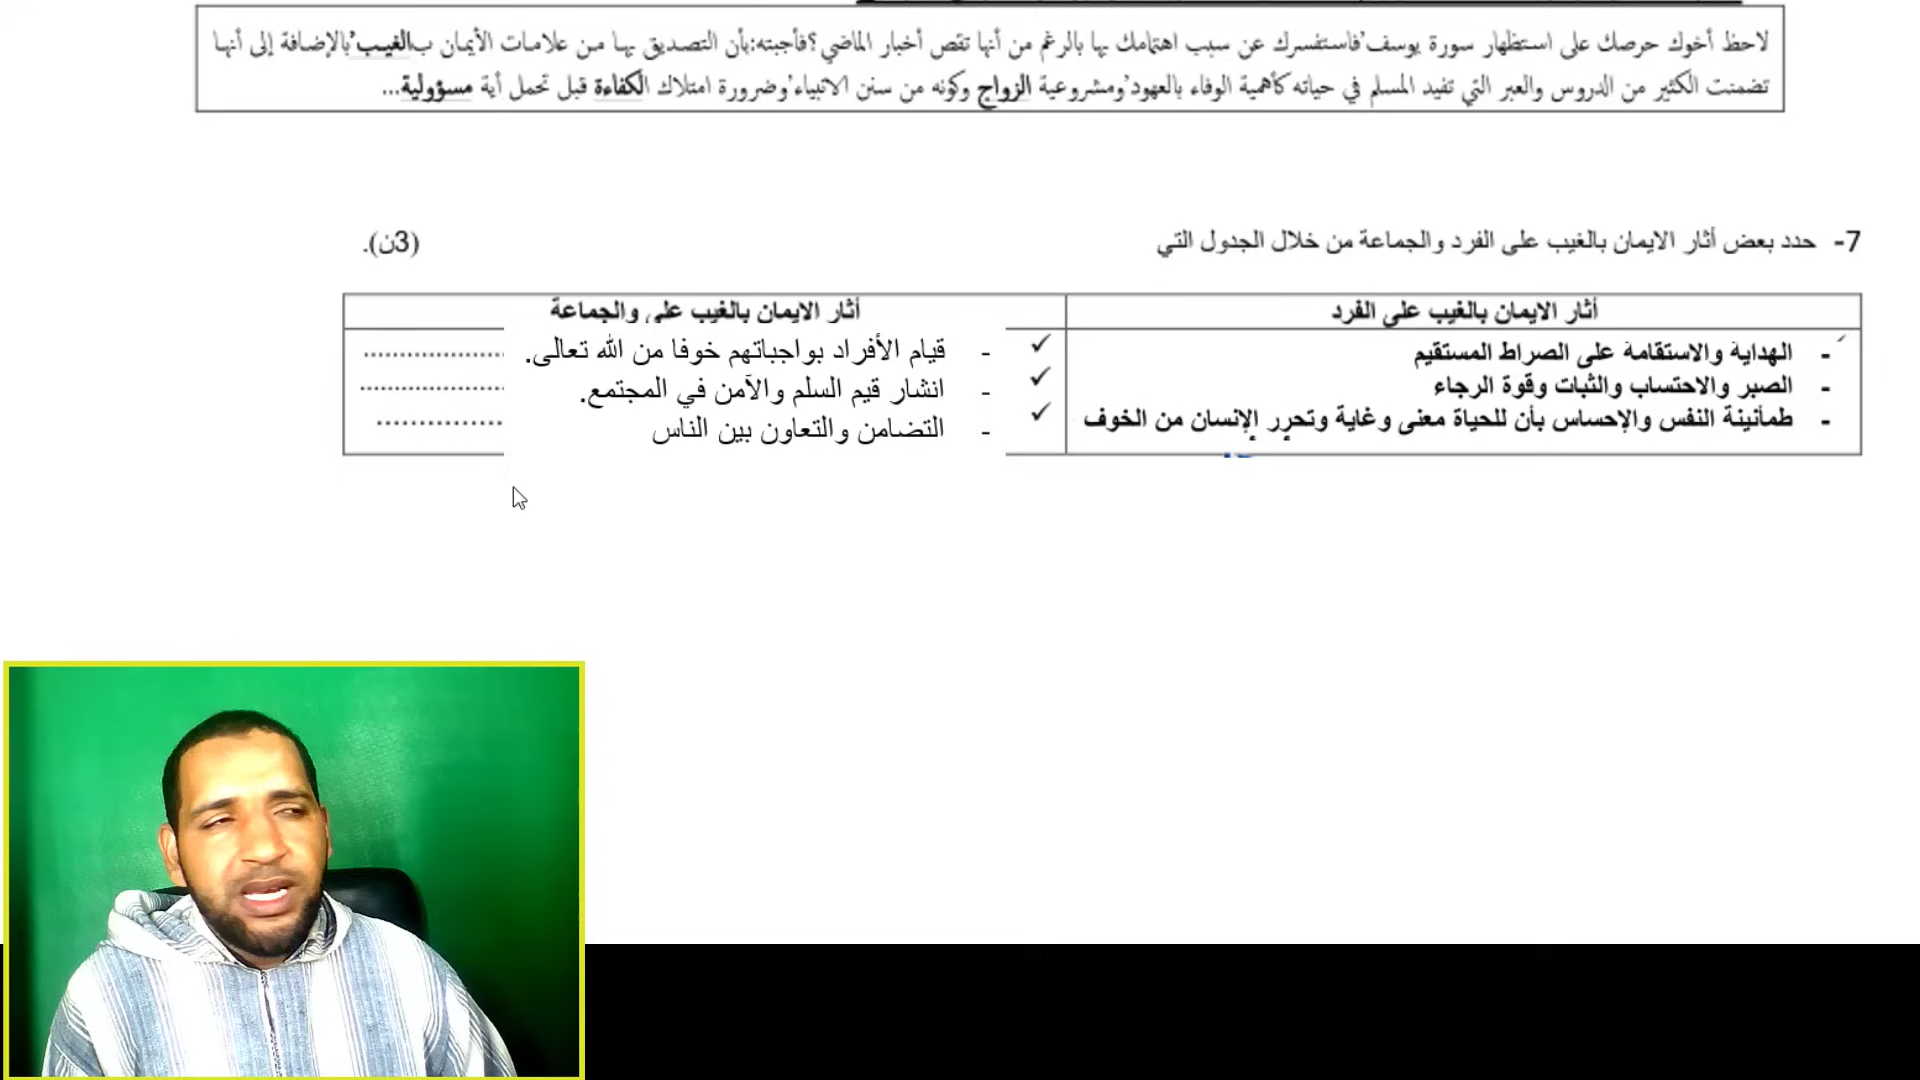 لاحظ أخوك حرصك على استظهار سورة يوسف'فاستفسرك عن سبب اهتمامك بها بالرغم من أنها تقص أخبار الماضي؟فأجبته:بأن التصديق بها من علامات الأيمان بالغيب'بالإضافة إلى أنها
تضمنت الكثير من الدروس والعبر التي تفيد المسلم في حياته كأهمية الوفاء بالعهود'ومشروعية الزواج وكونه من سنن الانبياء'وضرورة امتلاك الكفاءة قبل تحمل أية مسؤولية...
7- حدد بعض أثار الايمان بالغيب على الفرد والجماعة من خلال الجدول التي (3ن).
أثار الايمان بالغيب على الفرد
- الهداية والاستقامة على الصراط المستقيم
- الصبر والاحتساب والثبات وقوة الرجاء
- طمأنينة النفس والإحساس بأن للحياة معنى وغاية وتحرر الإنسان من الخوف
أثار الايمان بالغيب على والجماعة
- قيام الأفراد بواجباتهم خوفا من الله تعالى.
- انشار قيم السلم والآمن في المجتمع.
- التضامن والتعاون بين الناس